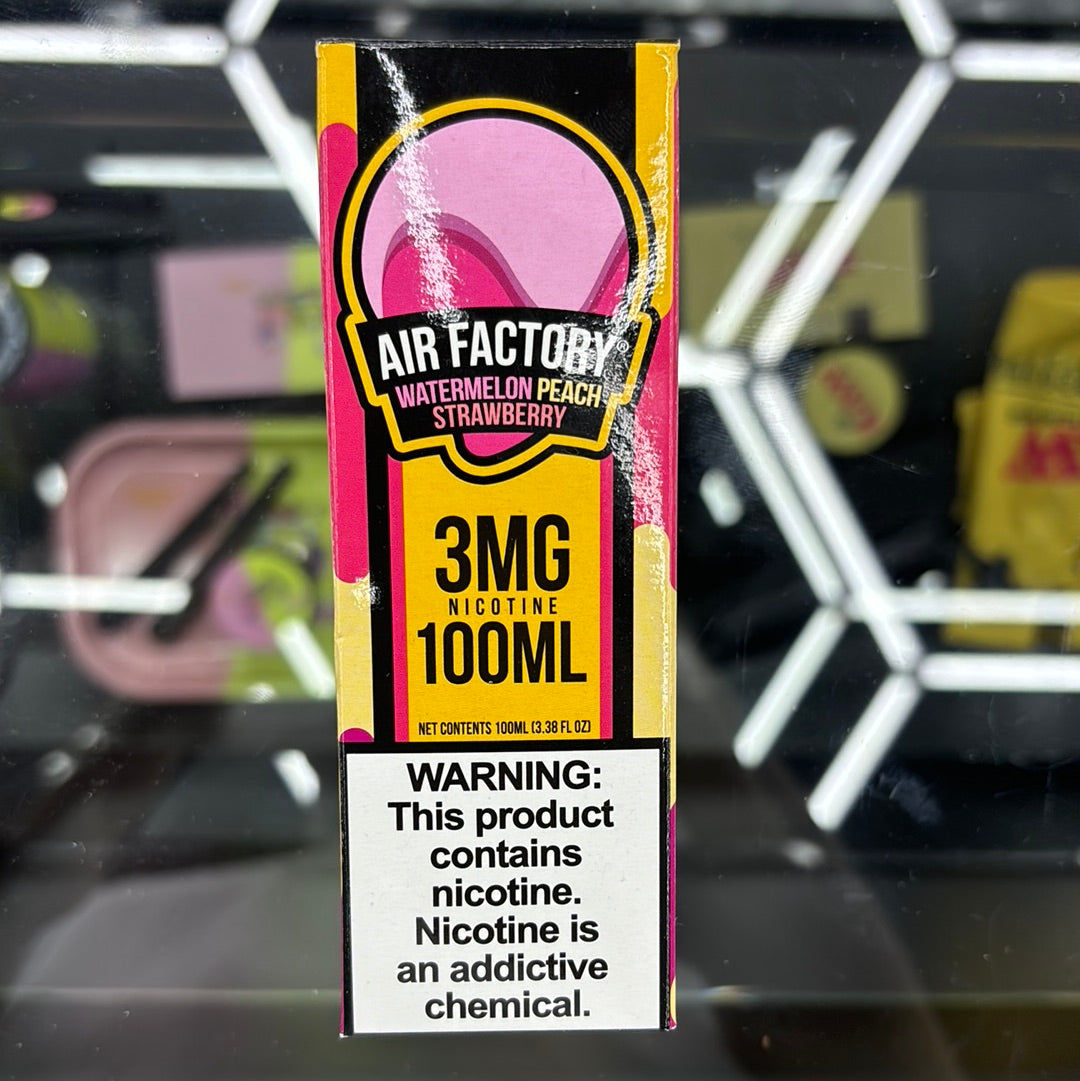 AIR FACTORY®
WATERMELON PEACH
STRAWBERRY
3MG
NICOTINE
100ML
NET CONTENTS 100ML (3.38 FL OZ)
WARNING:
This product
contains
nicotine.
Nicotine is
an addictive
chemical.